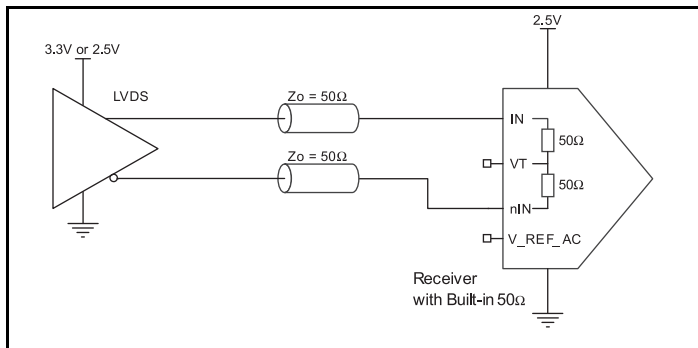 3.3V or 2.5V
LVDS
Zo = 50Ω
Zo = 50Ω
2.5V
IN
50Ω
VT
50Ω
nIN
V_REF_AC
Receiver
with Built-in 50Ω